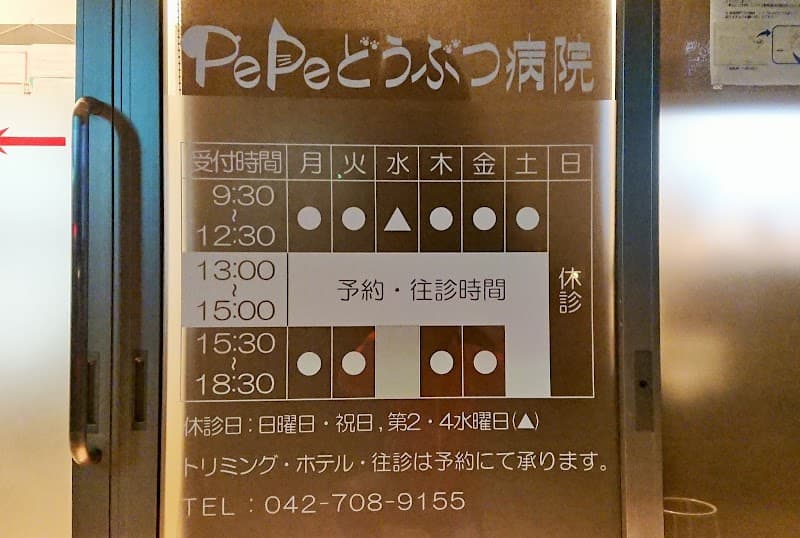 PePeどうぶつ病院
受付時間 月 火 水 木 金 土 日
9:30
~
12:30 ● ● ▲ ● ● ●
13:00
~
15:00 予約・往診時間
休診
15:30
~
18:30 ● ● ● ●
休診日:日曜日・祝日,第2・4水曜日(▲)
トリミング・ホテル・往診は予約にて承ります。
TEL:042-708-9155